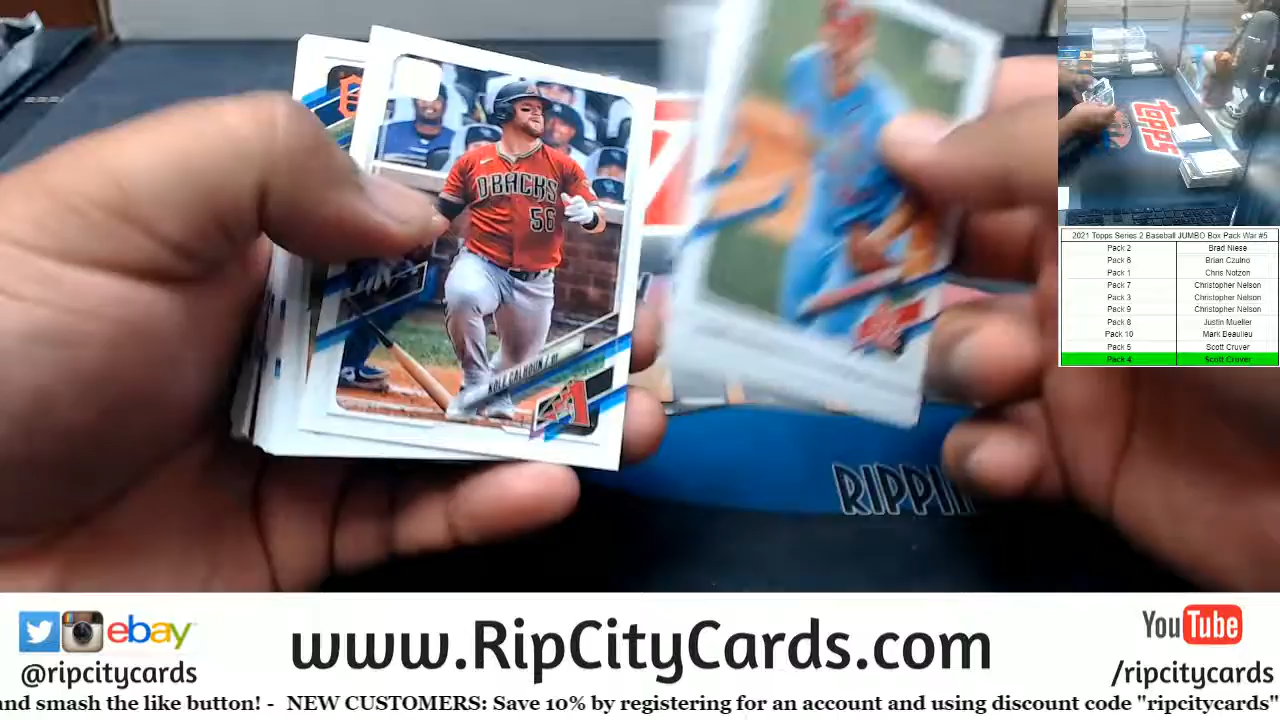 DBACKS
56
KOLE CALHOUN / RF
topps
RIPPIN
2021 Topps Series 2 Baseball JUMBO Box Pack War #5
Pack 2 Brad Niese
Pack 6 Brian Czulno
Pack 1 Chris Notzon
Pack 7 Christopher Nelson
Pack 3 Christopher Nelson
Pack 9 Christopher Nelson
Pack 8 Justin Mueller
Pack 10 Mark Beaulieu
Pack 5 Scott Cruver
Pack 4 Scott Cruver
ebay
www.RipCityCards.com
YouTube
@ripcitycards
/ripcitycards
and smash the like button! - NEW CUSTOMERS: Save 10% by registering for an account and using discount code "ripcitycards"